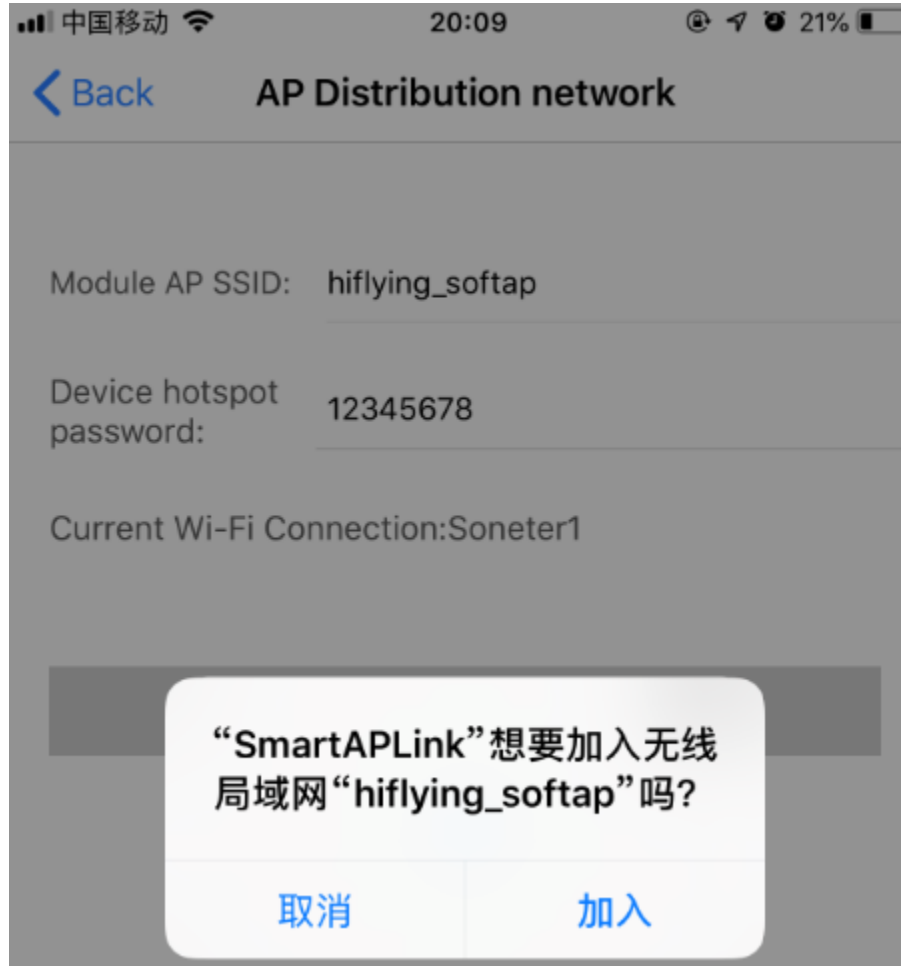 中国移动 20:09 21%
Back AP Distribution network
Module AP SSID: hiflying_softap
Device hotspot
password: 12345678
Current Wi-Fi Connection:Soneter1
“SmartAPLink”想要加入无线
局域网“hiflying_softap”吗?
取消 加入